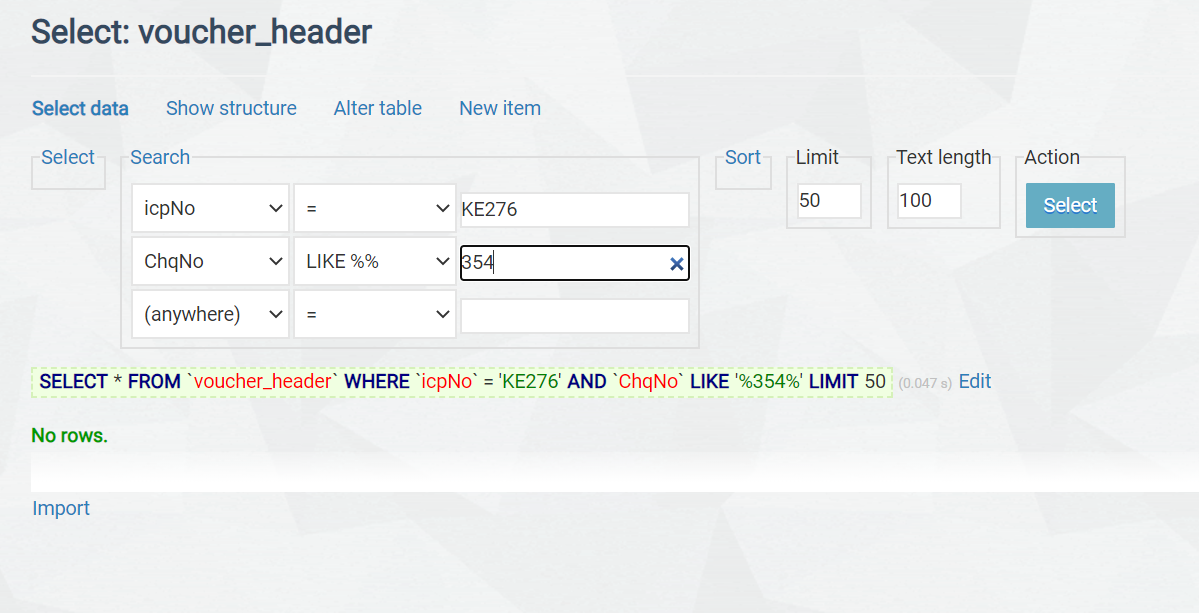 Select: voucher_header
Select data Show structure Alter table New item
Select Search Sort Limit Text length Action
icpNo = KE276 50 100 Select
ChqNo LIKE %% 354
(anywhere) =
SELECT * FROM `voucher_header` WHERE `icpNo` = 'KE276' AND `ChqNo` LIKE '%354%' LIMIT 50 (0.047 s) Edit
No rows.
Import